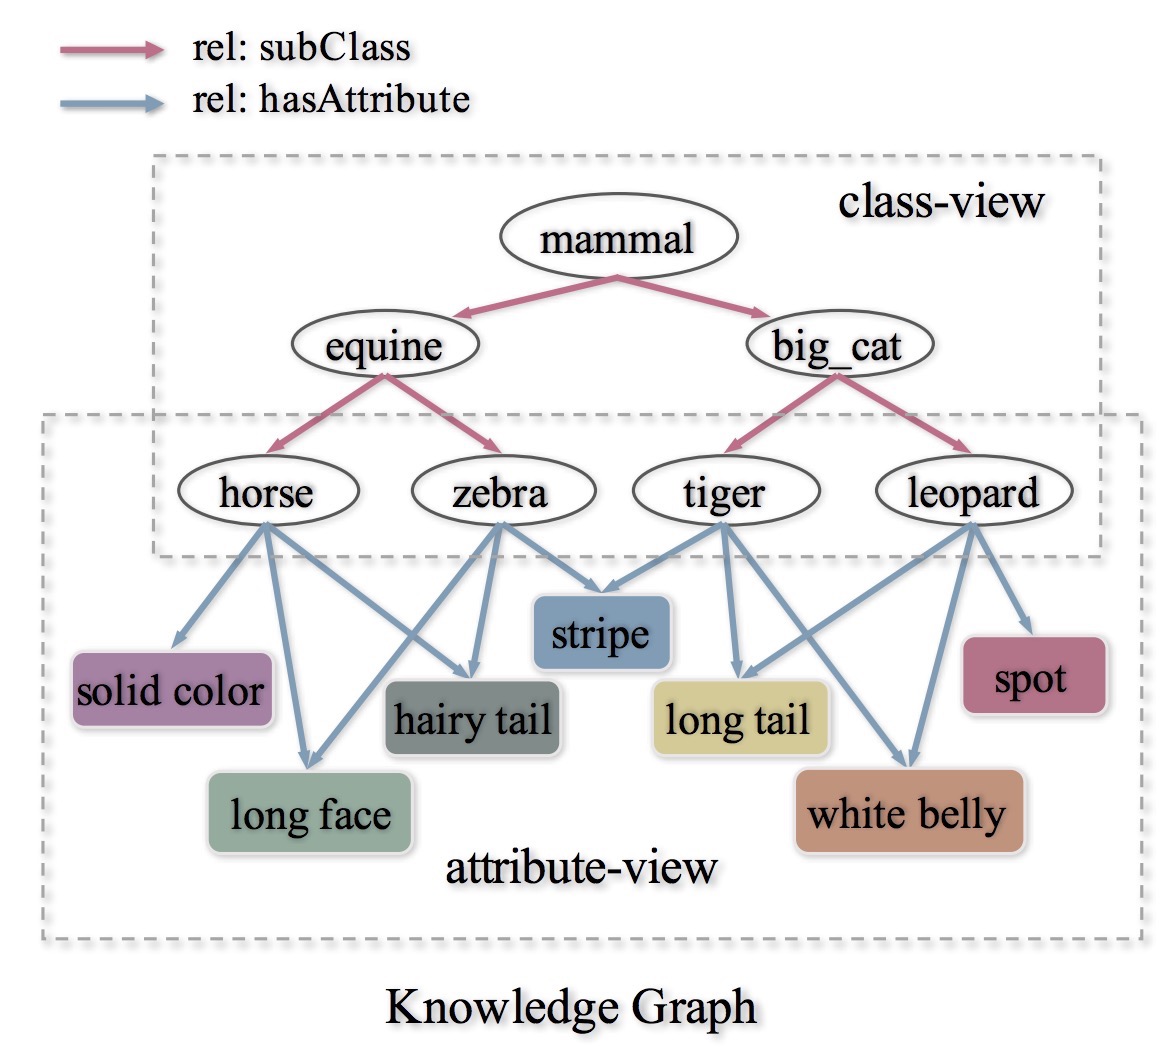 rel: subClass
rel: hasAttribute
class-view
mammal
equine
big_cat
horse
zebra
tiger
leopard
stripe
solid color
hairy tail
long tail
spot
long face
white belly
attribute-view
Knowledge Graph